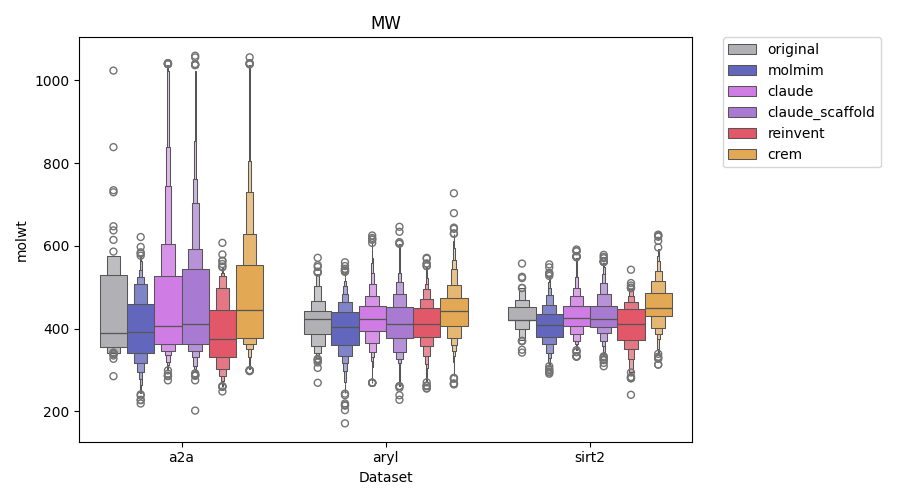 MW
original
molmim
claude
claude_scaffold
reinvent
crem
1000
800
600
400
200
molwt
a2a
aryl
sirt2
Dataset